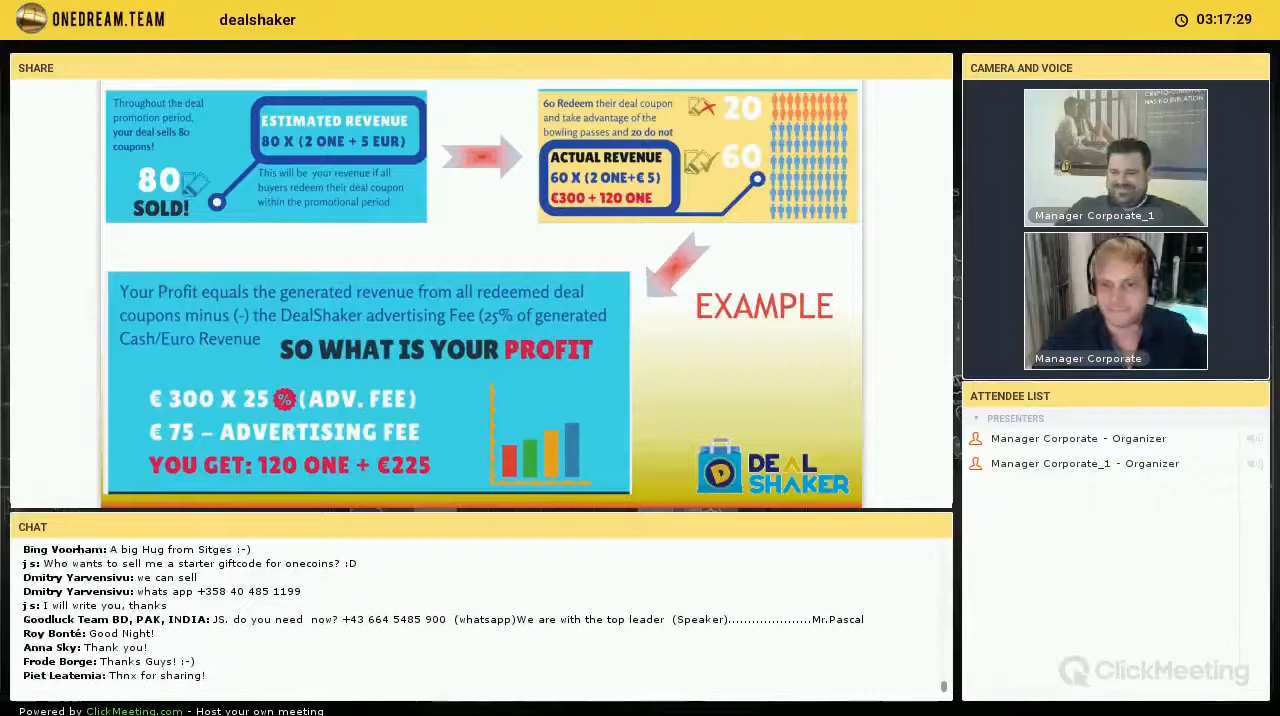 ONEDREAM.TEAM
dealshaker
03:17:29
SHARE
Throughout the deal
promotion period,
your deal sells 80
coupons!
80
SOLD!
ESTIMATED REVENUE
80 X (2 ONE + 5 EUR)
This will be your revenue if all
buyers redeem their deal coupon
within the promotional period
60 Redeem their deal coupon
and take advantage of the
bowling passes and 20 do not
20
60
ACTUAL REVENUE
60 X (2 ONE+€ 5)
€300 + 120 ONE
Your Profit equals the generated revenue from all redeemed deal
coupons minus (-) the DealShaker advertising Fee (25% of generated
Cash/Euro Revenue
SO WHAT IS YOUR PROFIT
€ 300 X 25 % (ADV. FEE)
€ 75 – ADVERTISING FEE
YOU GET: 120 ONE + €225
EXAMPLE
DEAL
SHAKER
CAMERA AND VOICE
HAS NO INFLATION
Manager Corporate_1
Manager Corporate
ATTENDEE LIST
PRESENTERS
Manager Corporate - Organizer
Manager Corporate_1 - Organizer
CHAT
Bing Voorham: A big Hug from Sitges :-)
j s: Who wants to sell me a starter giftcode for onecoins? :D
Dmitry Yarvensivu: we can sell
Dmitry Yarvensivu: whats app +358 40 485 1199
j s: I will write you, thanks
Goodluck Team BD, PAK, INDIA: JS. do you need now? +43 664 5485 900 (whatsapp)We are with the top leader (Speaker).....................Mr.Pascal
Roy Bonté: Good Night!
Anna Sky: Thank you!
Frode Borge: Thanks Guys! :-)
Piet Leatemia: Thnx for sharing!
ClickMeeting
Powered by ClickMeeting.com - Host your own meeting